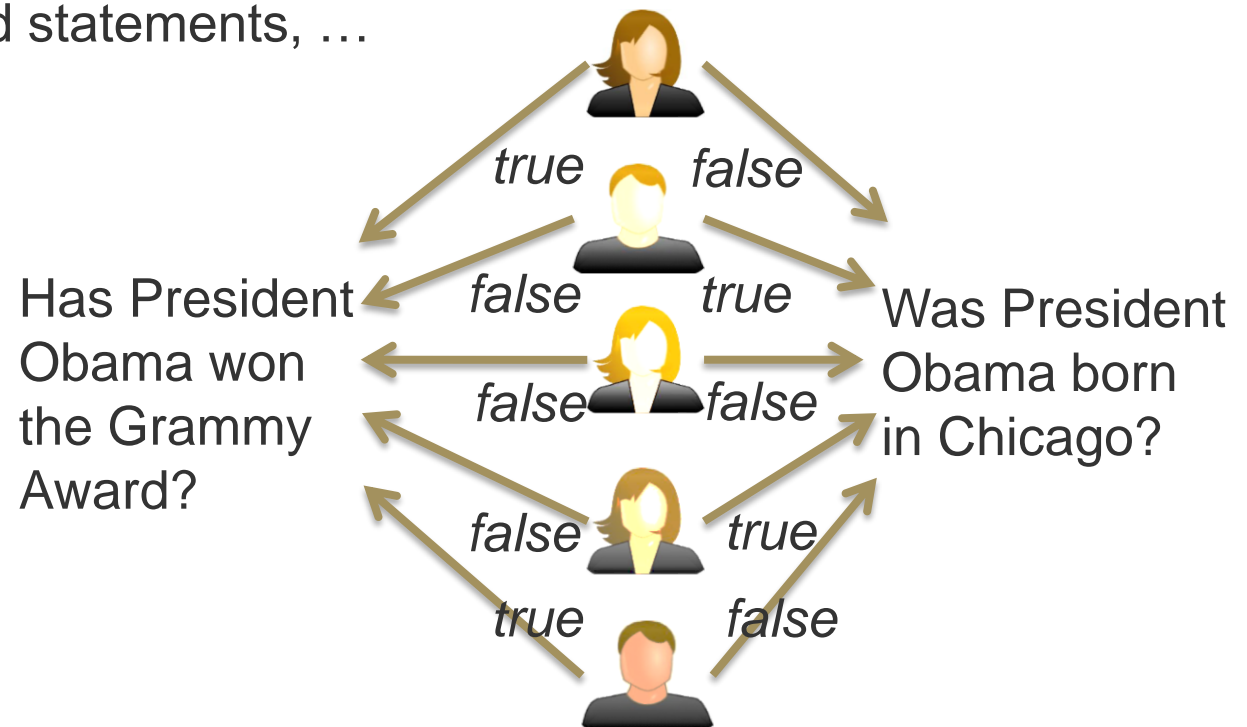 d statements, …
true false
false true
Has President
Obama won
the Grammy
Award?
Was President
Obama born
in Chicago?
false false
false true
true false